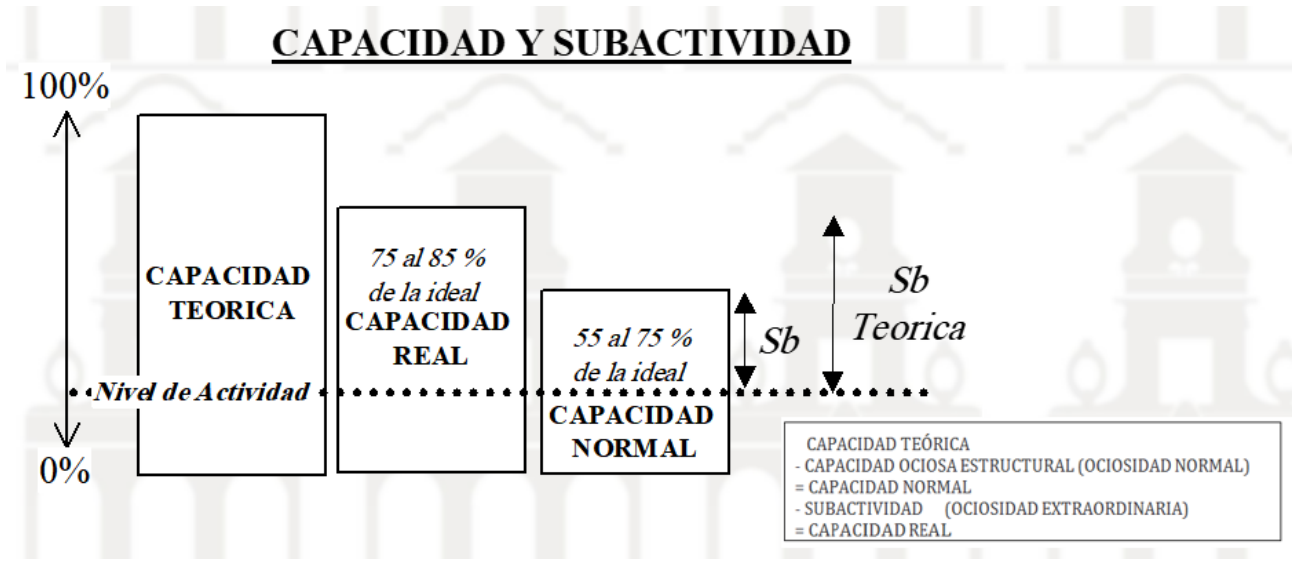 CAPACIDAD Y SUBACTIVIDAD
100%
CAPACIDAD
TEORICA
75 al 85 %
de la ideal
CAPACIDAD
REAL
55 al 75 %
de la ideal
CAPACIDAD
NORMAL
Sb
Sb
Teorica
Nivel de Actividad
0%
CAPACIDAD TEÓRICA
- CAPACIDAD OCIOSA ESTRUCTURAL (OCIOSIDAD NORMAL)
= CAPACIDAD NORMAL
- SUBACTIVIDAD (OCIOSIDAD EXTRAORDINARIA)
= CAPACIDAD REAL